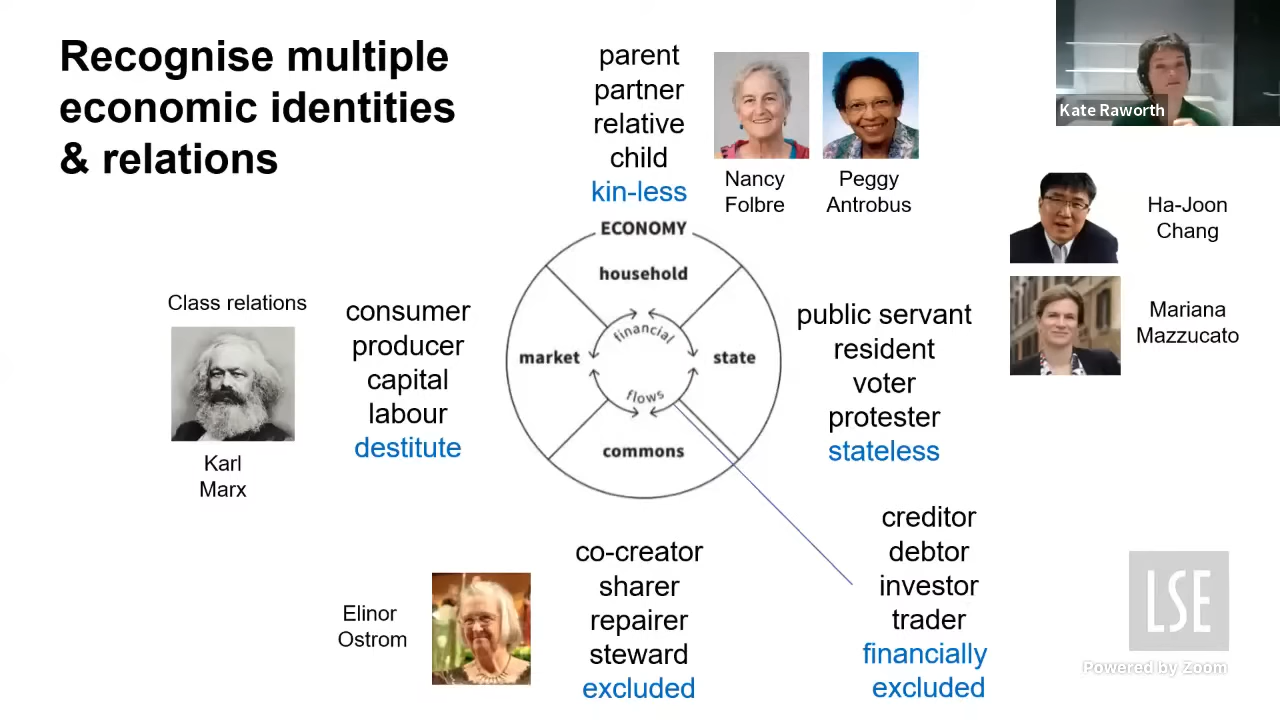 Recognise multiple
economic identities
& relations
parent
partner
relative
child
kin-less
Nancy
Folbre
Peggy
Antrobus
Kate Raworth
Ha-Joon
Chang
Mariana
Mazzucato
Class relations
Karl
Marx
consumer
producer
capital
labour
destitute
ECONOMY
household
financial
market
state
flows
commons
public servant
resident
voter
protester
stateless
Elinor
Ostrom
co-creator
sharer
repairer
steward
excluded
creditor
debtor
investor
trader
financially
excluded
LSE
Powered by Zoom